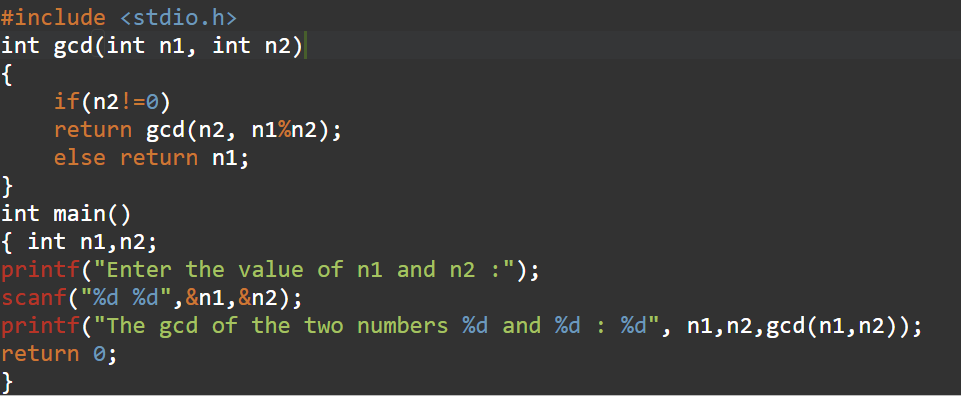 #include <stdio.h>
int gcd(int n1, int n2)
{
    if(n2!=0)
    return gcd(n2, n1%n2);
    else return n1;
}
int main()
{ int n1,n2;
printf("Enter the value of n1 and n2 :");
scanf("%d %d",&n1,&n2);
printf("The gcd of the two numbers %d and %d : %d", n1,n2,gcd(n1,n2));
return 0;
}